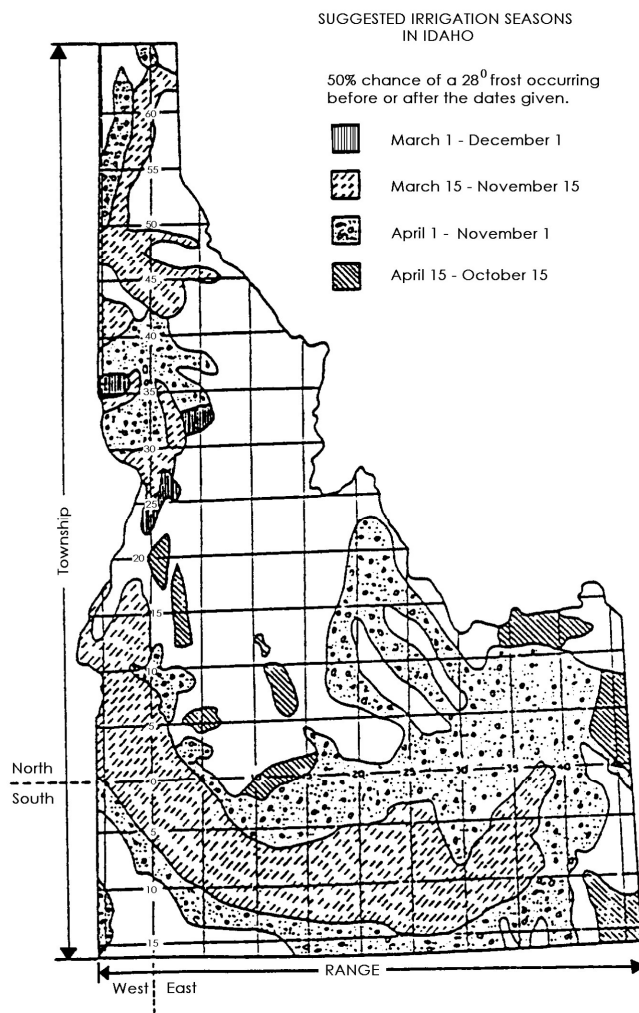 SUGGESTED IRRIGATION SEASONS
IN IDAHO
50% chance of a 28⁰ frost occurring
before or after the dates given.
March 1 - December 1
March 15 - November 15
April 1 - November 1
April 15 - October 15
Township
60
55
50
45
40
35
30
25
20
15
10
5
0
20
25
30
35
40
North
South
5
10
15
RANGE
West
East